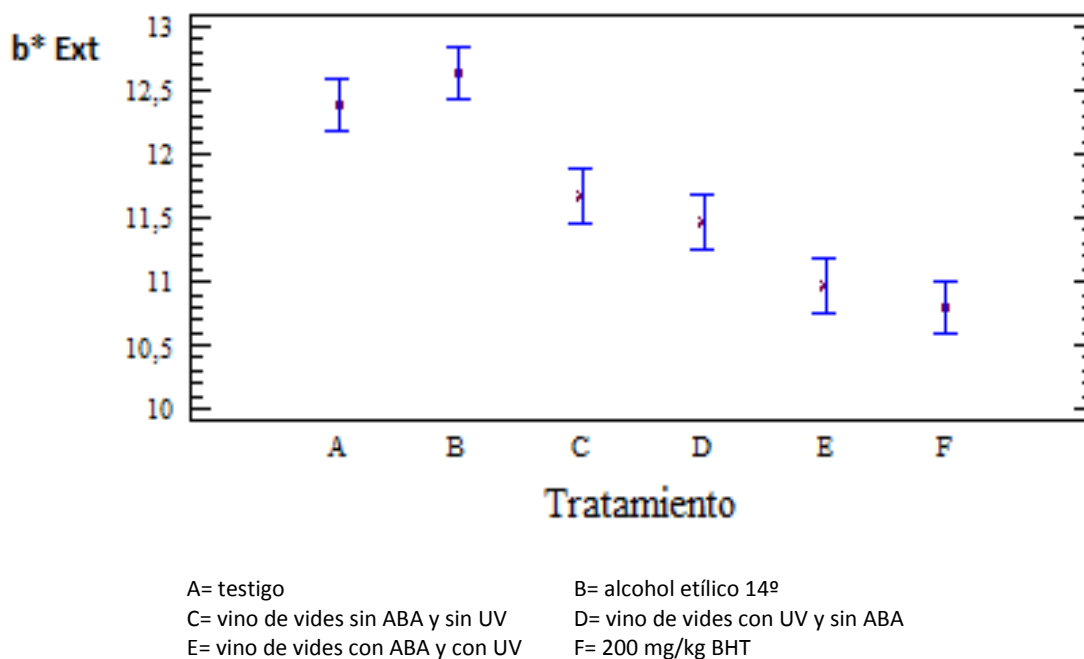 b* Ext
13
12,5
12
11,5
11
10,5
10
A B C D E F
Tratamiento
A= testigo B= alcohol etílico 14º
C= vino de vides sin ABA y sin UV D= vino de vides con UV y sin ABA
E= vino de vides con ABA y con UV F= 200 mg/kg BHT